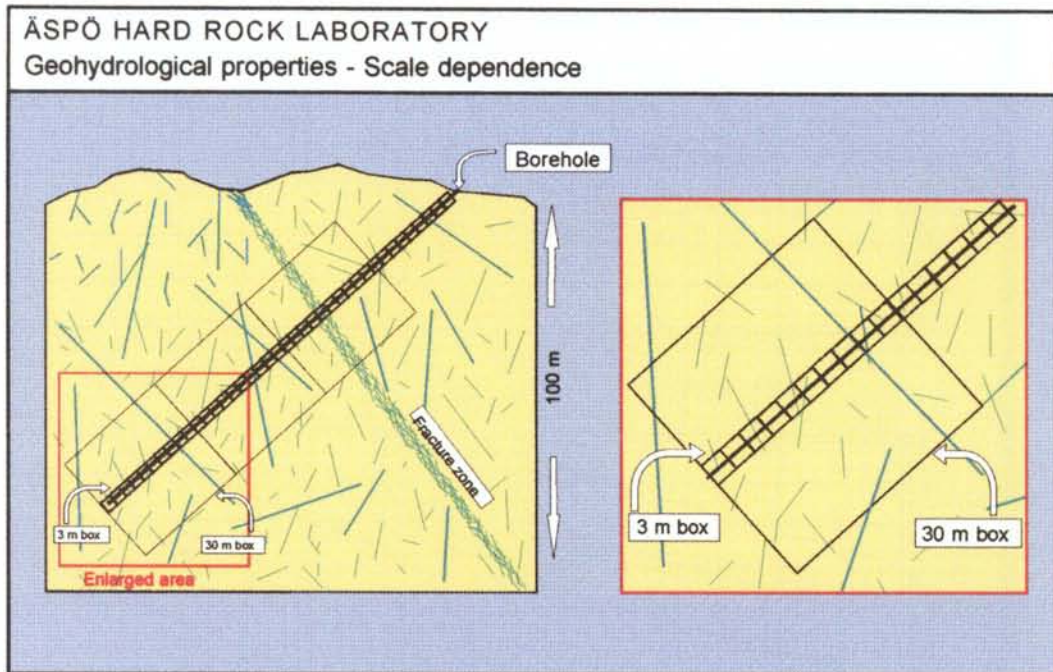 ÄSPÖ HARD ROCK LABORATORY
Geohydrological properties - Scale dependence
Borehole
100 m
Fracture zone
3 m box
30 m box
Enlarged area
3 m box
30 m box